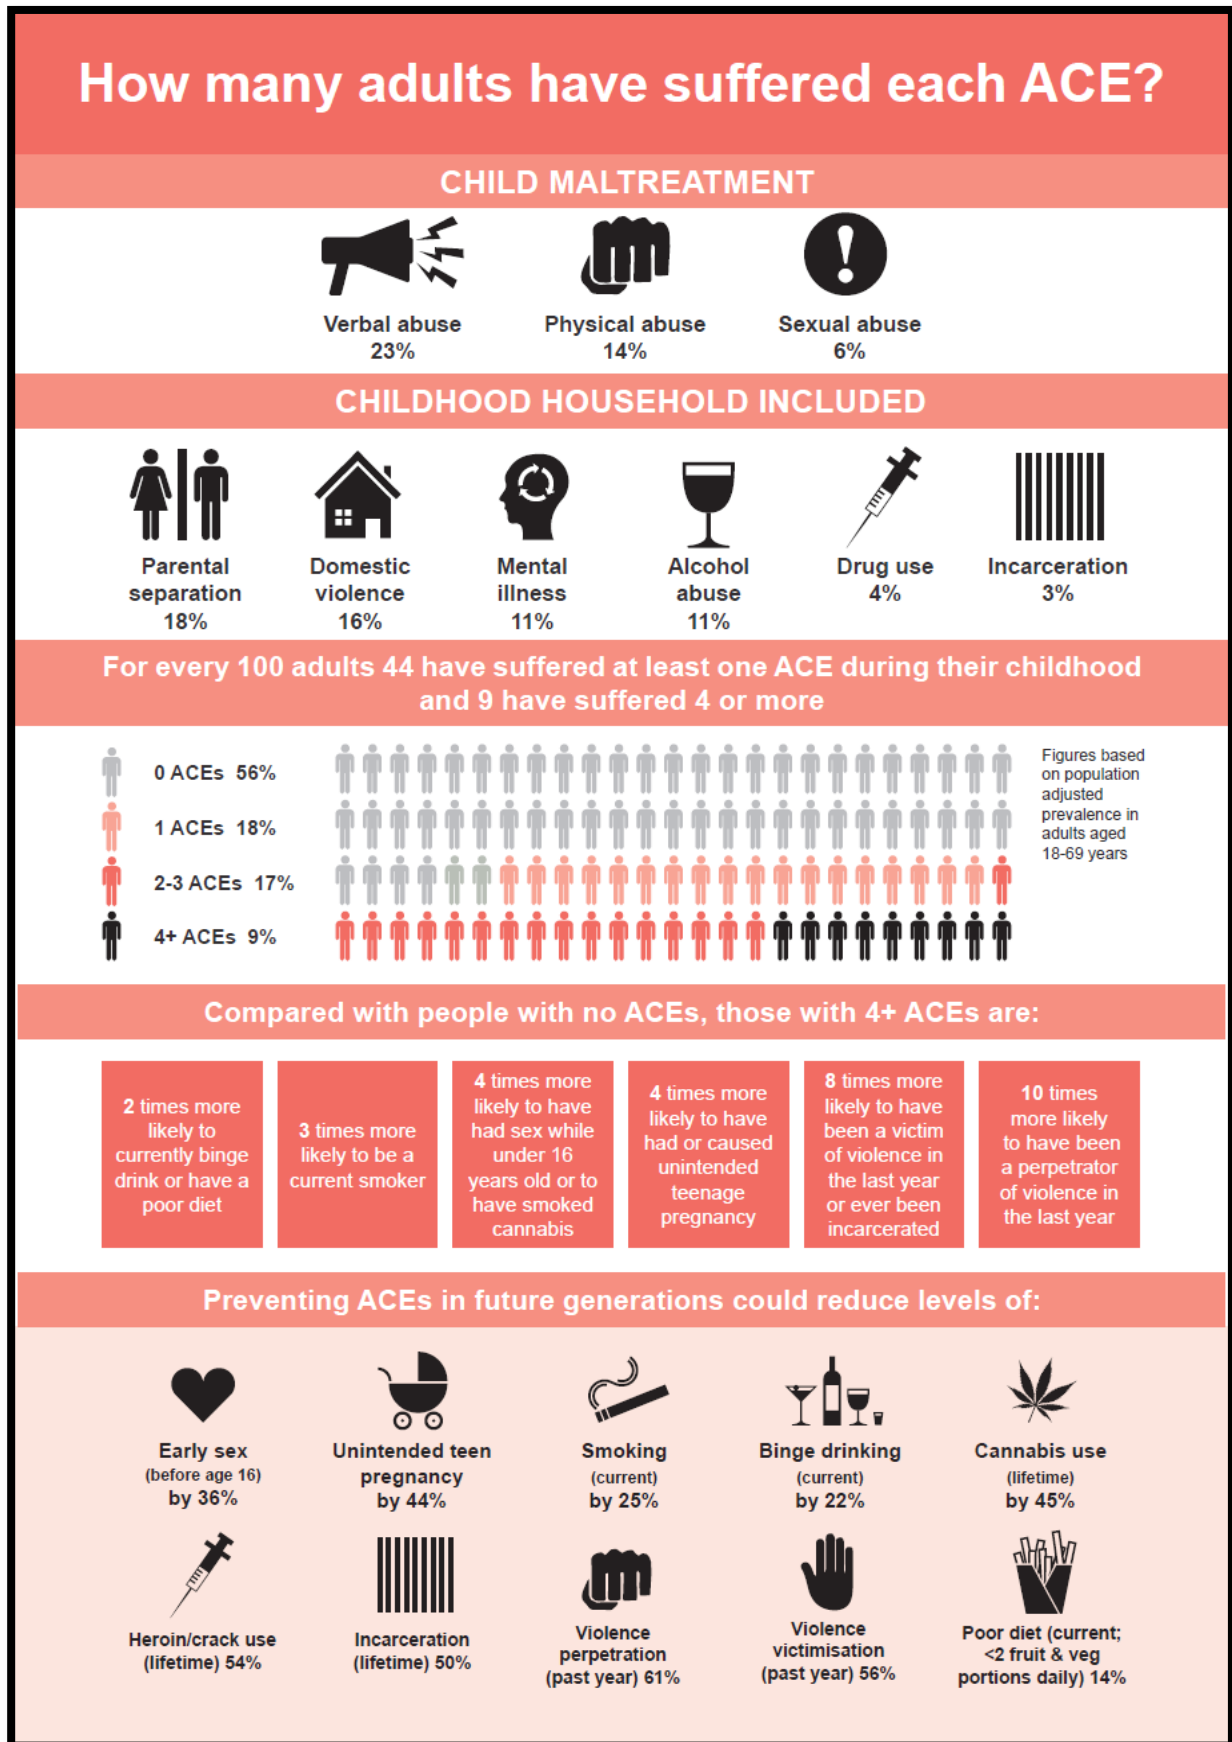 How many adults have suffered each ACE?
CHILD MALTREATMENT
Verbal abuse
23%
Physical abuse
14%
Sexual abuse
6%
CHILDHOOD HOUSEHOLD INCLUDED
Parental
separation
18%
Domestic
violence
16%
Mental
illness
11%
Alcohol
abuse
11%
Drug use
4%
Incarceration
3%
For every 100 adults 44 have suffered at least one ACE during their childhood
and 9 have suffered 4 or more
0 ACEs 56%
1 ACEs 18%
2-3 ACEs 17%
4+ ACEs 9%
Figures based
on population
adjusted
prevalence in
adults aged
18-69 years
Compared with people with no ACEs, those with 4+ ACEs are:
2 times more
likely to
currently binge
drink or have a
poor diet
3 times more
likely to be a
current smoker
4 times more
likely to have
had sex while
under 16
years old or to
have smoked
cannabis
4 times more
likely to have
had or caused
unintended
teenage
pregnancy
8 times more
likely to have
been a victim
of violence in
the last year
or ever been
incarcerated
10 times
more likely
to have been
a perpetrator
of violence in
the last year
Preventing ACEs in future generations could reduce levels of:
Early sex
(before age 16)
by 36%
Unintended teen
pregnancy
by 44%
Smoking
(current)
by 25%
Binge drinking
(current)
by 22%
Cannabis use
(lifetime)
by 45%
Heroin/crack use
(lifetime) 54%
Incarceration
(lifetime) 50%
Violence
perpetration
(past year) 61%
Violence
victimisation
(past year) 56%
Poor diet (current;
<2 fruit & veg
portions daily) 14%